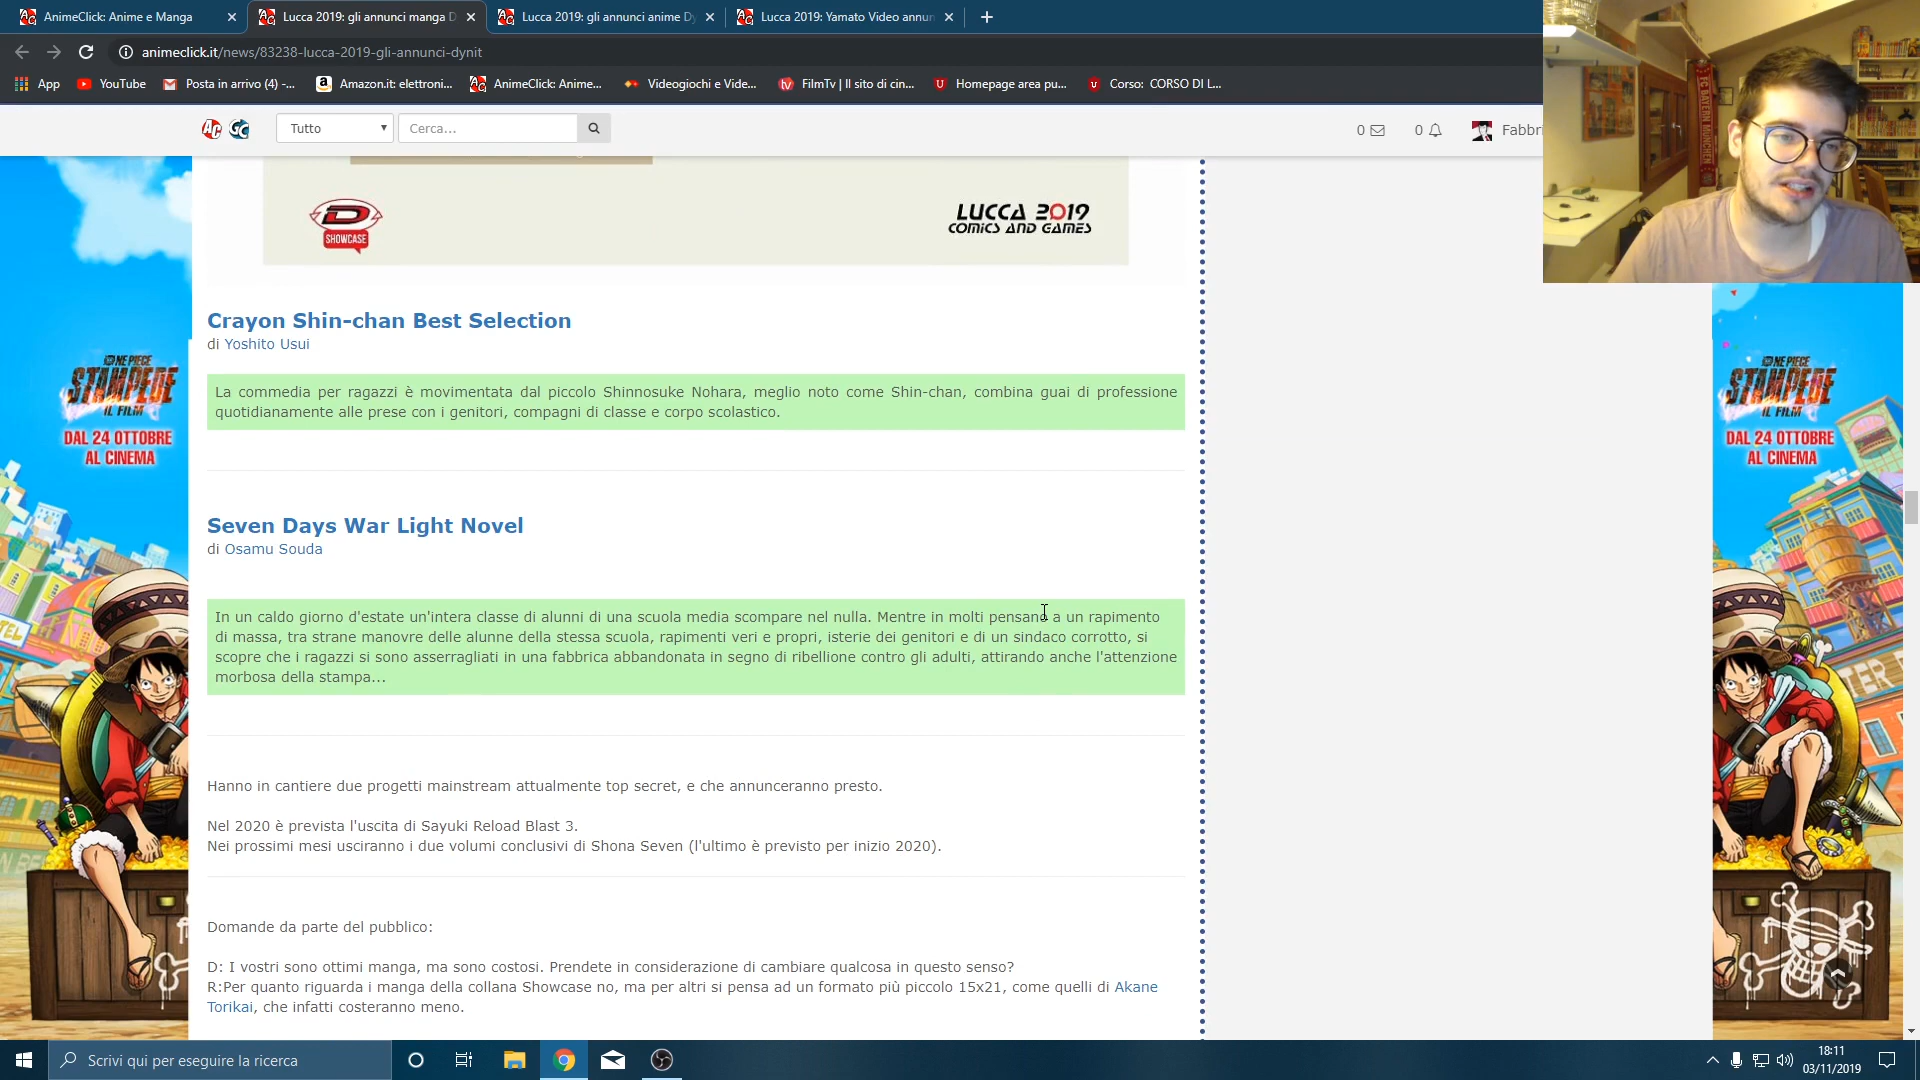 AnimeClick: Anime e Manga
Lucca 2019: gli annunci manga D
Lucca 2019: gli annunci anime Dy
Lucca 2019: Yamato Video annun
animeclick.it/news/83238-lucca-2019-gli-annunci-dynit
App
YouTube
Posta in arrivo (4) -...
Amazon.it: elettroni...
AnimeClick: Anime...
Videogiochi e Vide...
FilmTv | Il sito di cin...
Homepage area pu...
Corso: CORSO DI L...
Tutto
Cerca...
0
0
Fabbri
FC BAYERN MÜNCHEN
D
SHOWCASE
LUCCA 2019
COMICS AND GAMES
Crayon Shin-chan Best Selection
di Yoshito Usui
La commedia per ragazzi è movimentata dal piccolo Shinnosuke Nohara, meglio noto come Shin-chan, combina guai di professione
quotidianamente alle prese con i genitori, compagni di classe e corpo scolastico.
Seven Days War Light Novel
di Osamu Souda
In un caldo giorno d'estate un'intera classe di alunni di una scuola media scompare nel nulla. Mentre in molti pensano a un rapimento
di massa, tra strane manovre delle alunne della stessa scuola, rapimenti veri e propri, isterie dei genitori e di un sindaco corrotto, si
scopre che i ragazzi si sono asserragliati in una fabbrica abbandonata in segno di ribellione contro gli adulti, attirando anche l'attenzione
morbosa della stampa...
Hanno in cantiere due progetti mainstream attualmente top secret, e che annunceranno presto.
Nel 2020 è prevista l'uscita di Sayuki Reload Blast 3.
Nei prossimi mesi usciranno i due volumi conclusivi di Shona Seven (l'ultimo è previsto per inizio 2020).
Domande da parte del pubblico:
D: I vostri sono ottimi manga, ma sono costosi. Prendete in considerazione di cambiare qualcosa in questo senso?
R:Per quanto riguarda i manga della collana Showcase no, ma per altri si pensa ad un formato più piccolo 15x21, come quelli di Akane
Torikai, che infatti costeranno meno.
ONE PIECE
STAMPEDE
IL FILM
DAL 24 OTTOBRE
AL CINEMA
ONE PIECE
STAMPEDE
IL FILM
DAL 24 OTTOBRE
AL CINEMA
Scrivi qui per eseguire la ricerca
18:11
03/11/2019